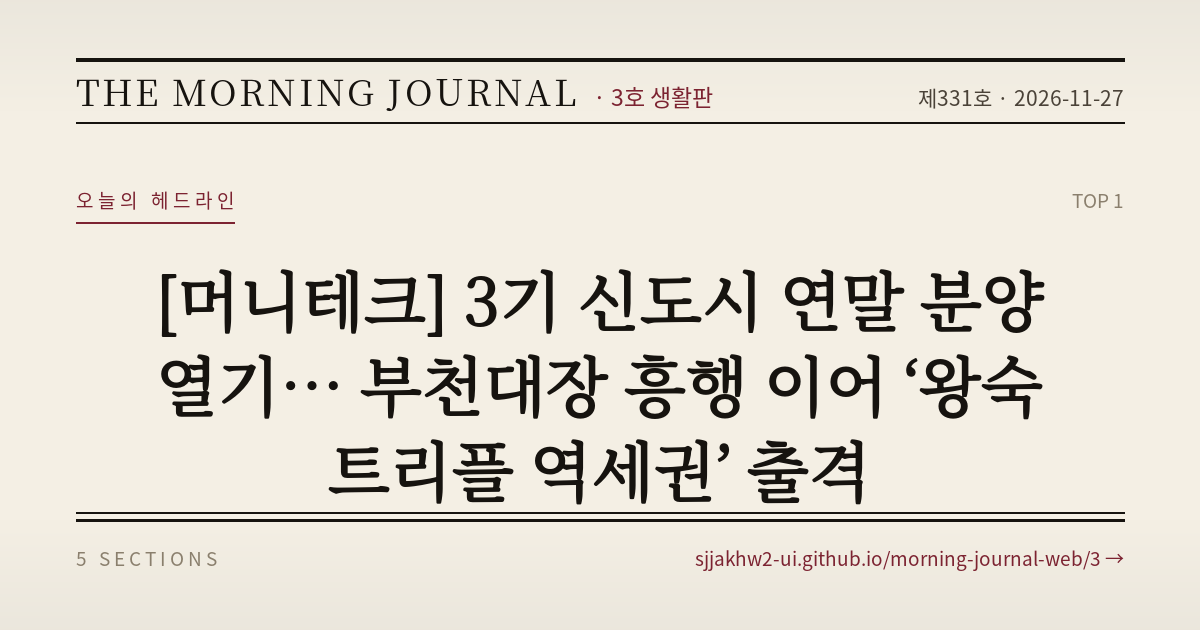 THE MORNING JOURNAL · 3호 생활판 제331호 · 2026-11-27
오늘의 헤드라인 TOP 1
[머니테크] 3기 신도시 연말 분양
열기… 부천대장 흥행 이어 ‘왕숙
트리플 역세권’ 출격
5 SECTIONS sjjakhw2-ui.github.io/morning-journal-web/3 →